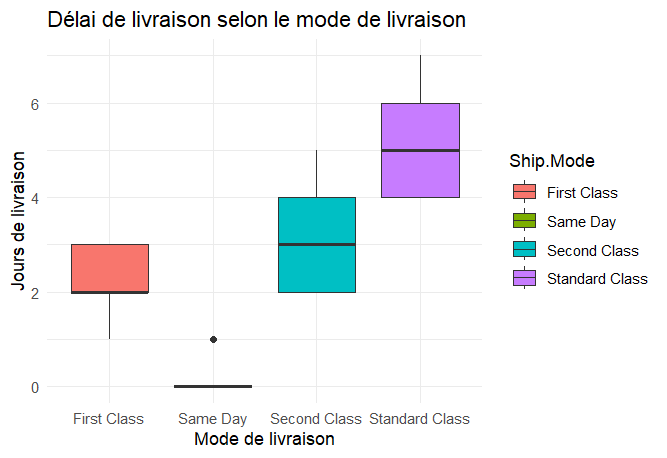 Délai de livraison selon le mode de livraison
Jours de livraison
6
4
2
0
First Class
Same Day
Second Class
Standard Class
Mode de livraison
Ship.Mode
First Class
Same Day
Second Class
Standard Class